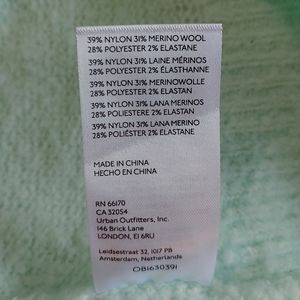 39% NYLON 31% MERINO WOOL
28% POLYESTER 2% ELASTANE
39% NYLON 31% LAINE MÉRINOS
28% POLYESTER 2% ÉLASTHANNE
39% NYLON 31% MERINOWOLLE
28% POLYESTER 2% ELASTAN
39% NYLON 31% LANA MERINOS
28% POLIESTERE 2% ELASTAN
39% NYLON 31% LANA MERINO
28% POLIÉSTER 2% ELASTANE
MADE IN CHINA
HECHO EN CHINA
RN 66170
CA 32054
Urban Outfitters, Inc.
146 Brick Lane
LONDON, E1 6RU
Leidsestraat 32, 1017 PB
Amsterdam, Netherlands
OB1630391